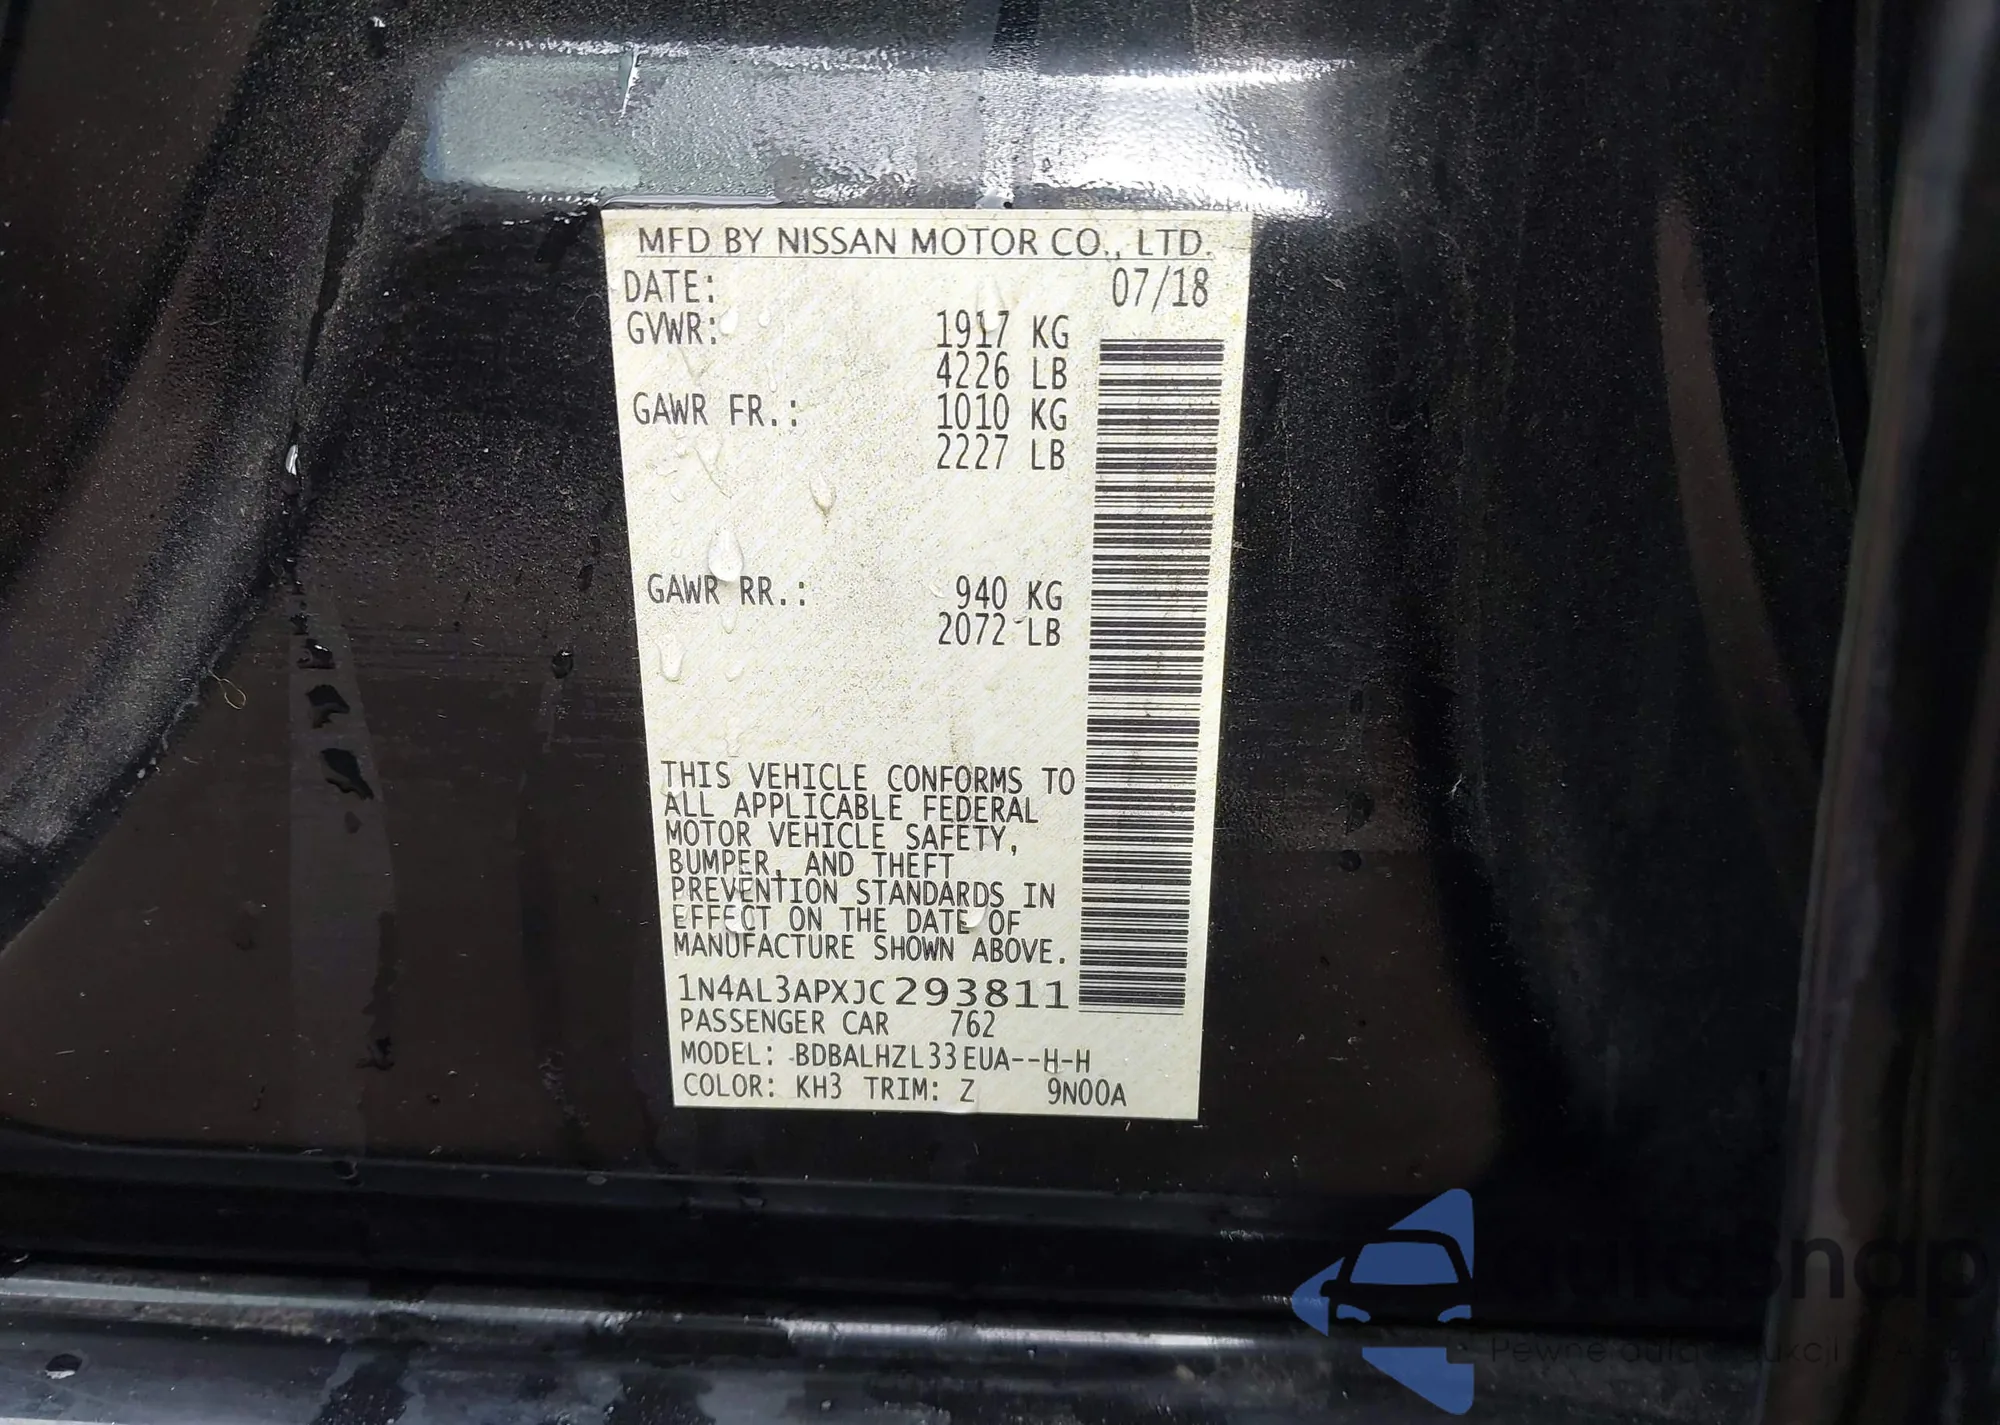 MFD BY NISSAN MOTOR CO., LTD.
DATE: 07/18
GVWR: 1917 KG
4226 LB
GAWR FR.: 1010 KG
2227 LB
GAWR RR.: 940 KG
2072 LB
THIS VEHICLE CONFORMS TO
ALL APPLICABLE FEDERAL
MOTOR VEHICLE SAFETY,
BUMPER, AND THEFT
PREVENTION STANDARDS IN
EFFECT ON THE DATE OF
MANUFACTURE SHOWN ABOVE.
1N4AL3APXJC293811
PASSENGER CAR 762
MODEL: BDBALHZL33EUA--H-H
COLOR: KH3 TRIM: Z 9N00A
autosnap
Pewne auta